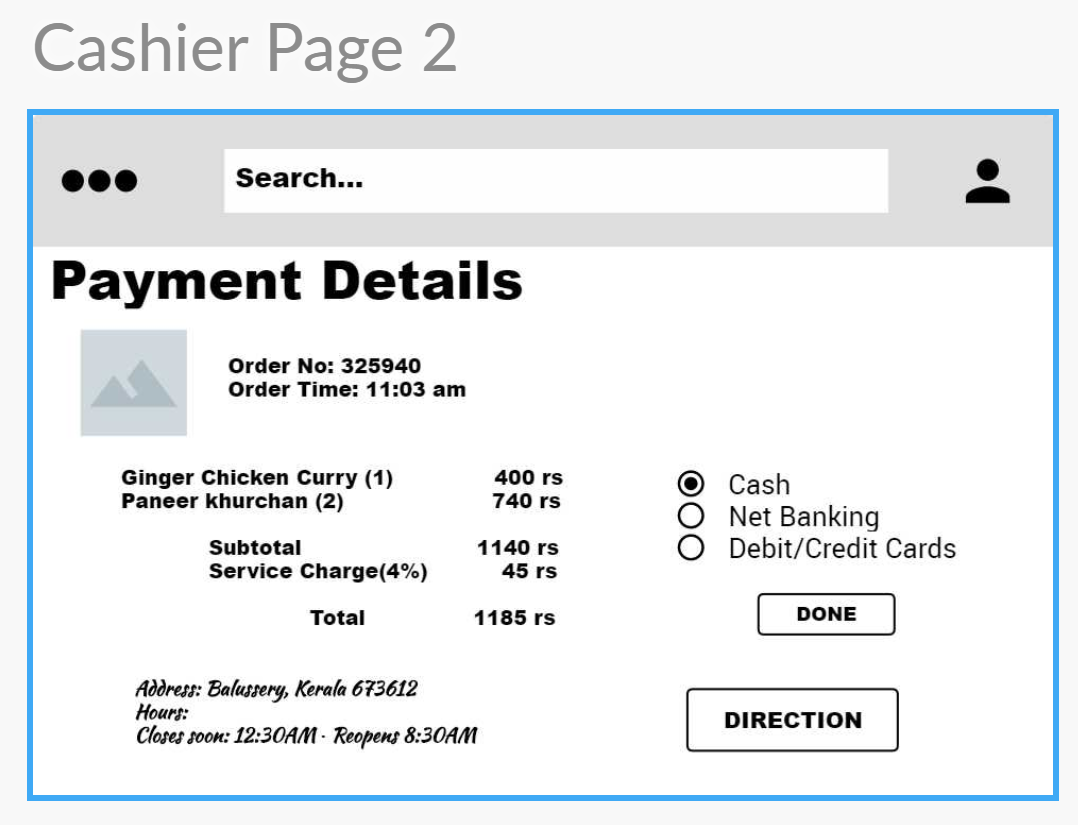 Cashier Page 2
Search...
Payment Details
Order No: 325940
Order Time: 11:03 am
Ginger Chicken Curry (1) 400 rs
Paneer khurchan (2) 740 rs
Subtotal 1140 rs
Service Charge(4%) 45 rs
Total 1185 rs
Cash
Net Banking
Debit/Credit Cards
DONE
Address: Balussery, Kerala 673612
Hours:
Closes soon: 12:30AM · Reopens 8:30AM
DIRECTION